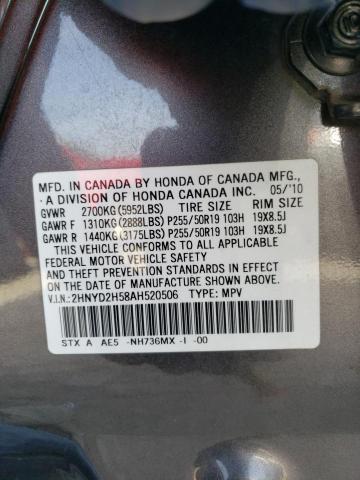 MFD. IN CANADA BY HONDA OF CANADA MFG.,
A DIVISION OF HONDA CANADA INC. 05/'10
GVWR 2700KG(5952LBS) TIRE SIZE RIM SIZE
GAWR F 1310KG(2888LBS) P255/50R19 103H 19X8.5J
GAWR R 1440KG(3175LBS) P255/50R19 103H 19X8.5J
THIS VEHICLE CONFORMS TO ALL APPLICABLE
FEDERAL MOTOR VEHICLE SAFETY
AND THEFT PREVENTION STANDARDS IN EFFECT
ON THE DATE OF MANUFACTURE SHOWN ABOVE.
V.I.N.:2HNYD2H58AH520506 TYPE: MPV
STX A AE5 -NH736MX -I -00